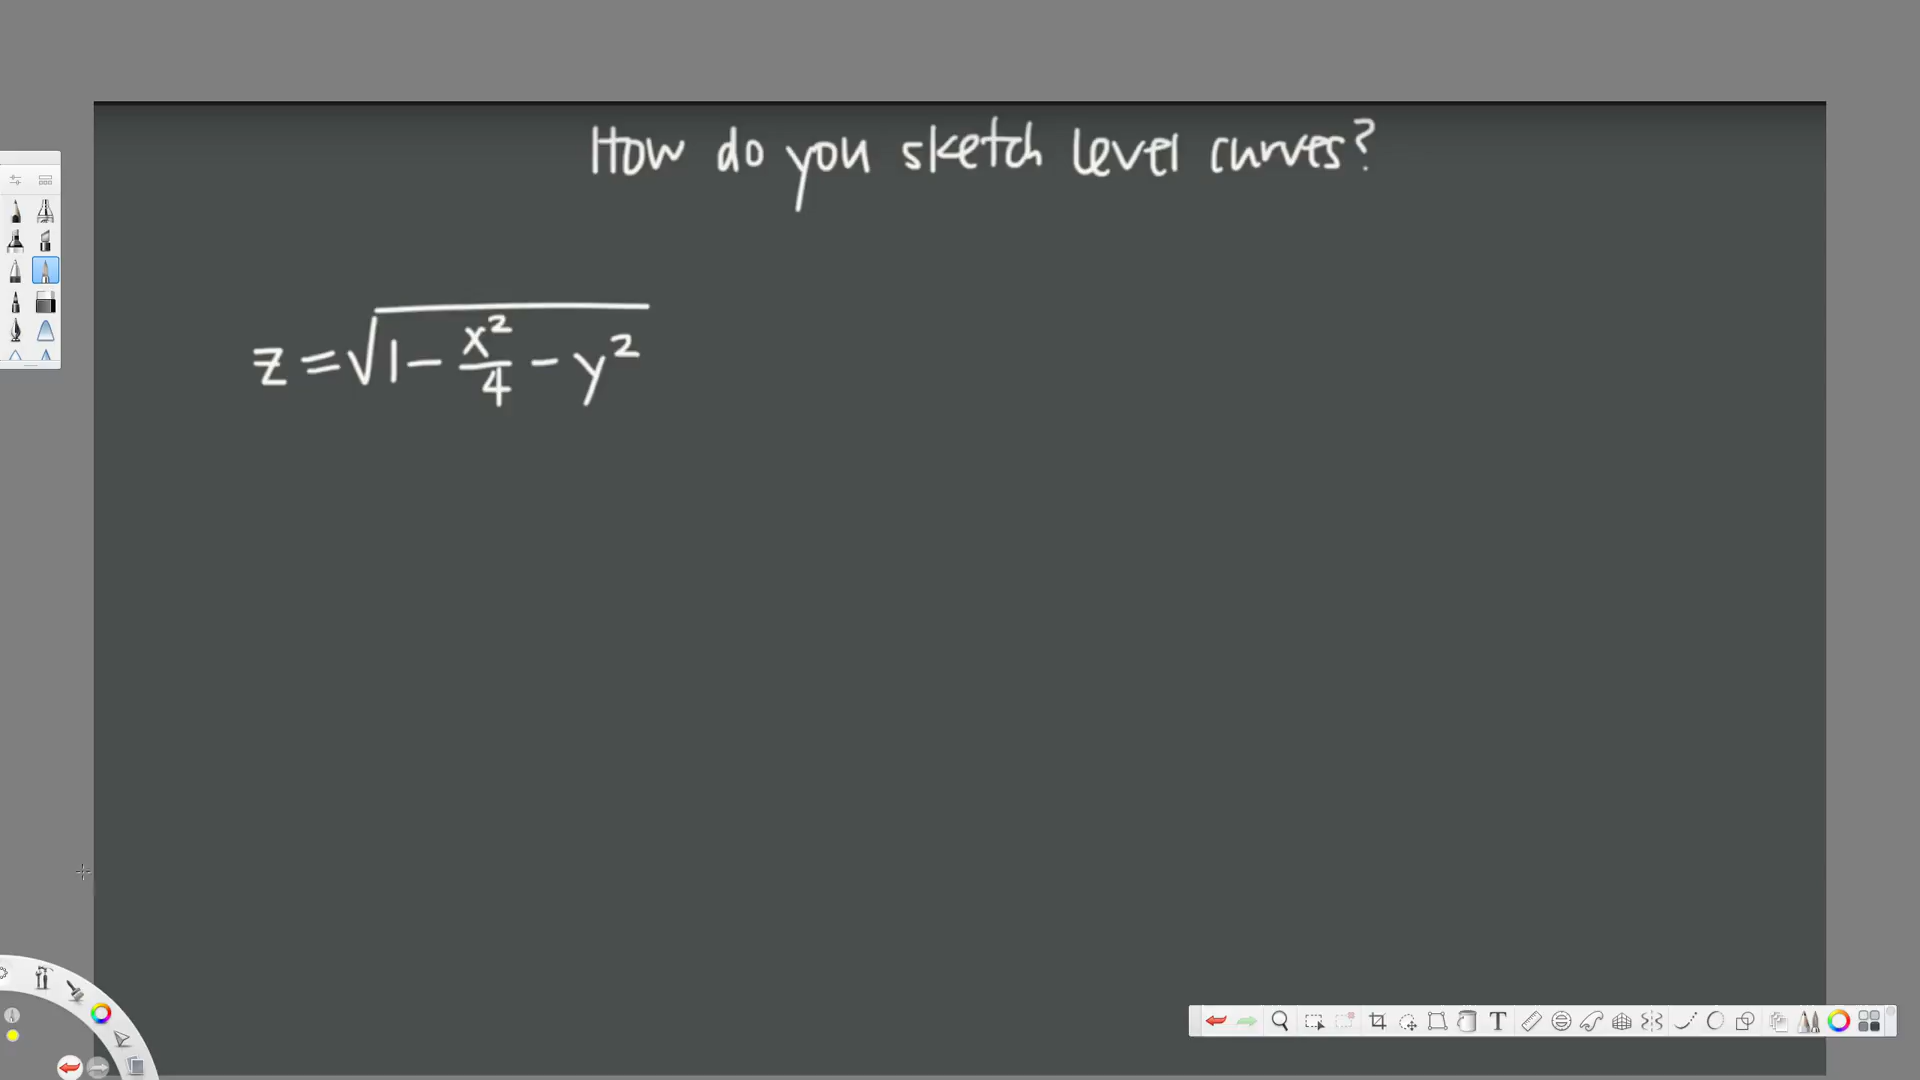 How do you sketch level curves?
z = √(1 - x²/4 - y²)